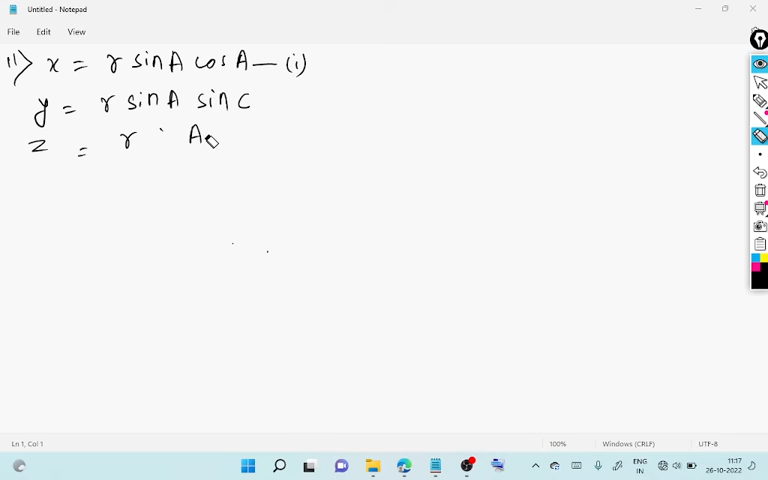 Untitled - Notepad
File Edit View
11) x = r sin A cos A — (i)
y = r sin A sin C
z = r A
Ln 1, Col 1 100% Windows (CRLF) UTF-8
ENG IN 11:17 26-10-2022